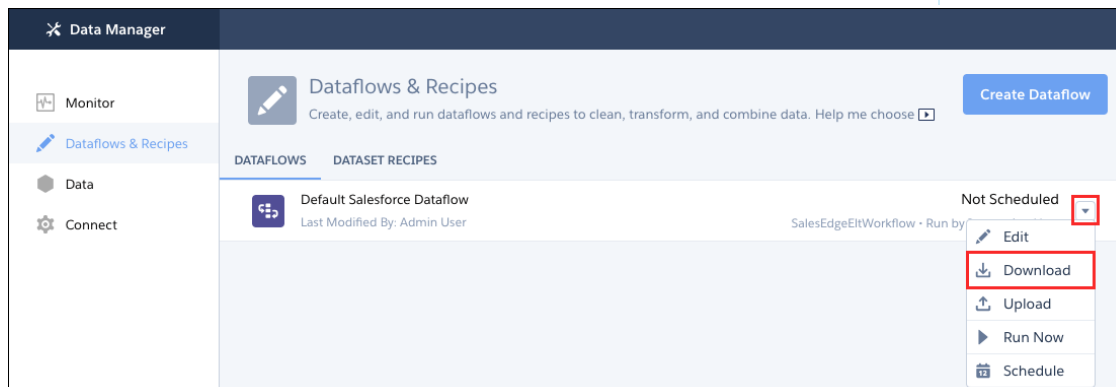 Data Manager
Monitor
Dataflows & Recipes
Data
Connect
Dataflows & Recipes
Create, edit, and run dataflows and recipes to clean, transform, and combine data. Help me choose
Create Dataflow
DATAFLOWS DATASET RECIPES
Default Salesforce Dataflow
Not Scheduled
Last Modified By: Admin User
SalesEdgeEltWorkflow • Run by
Edit
Download
Upload
Run Now
12
Schedule